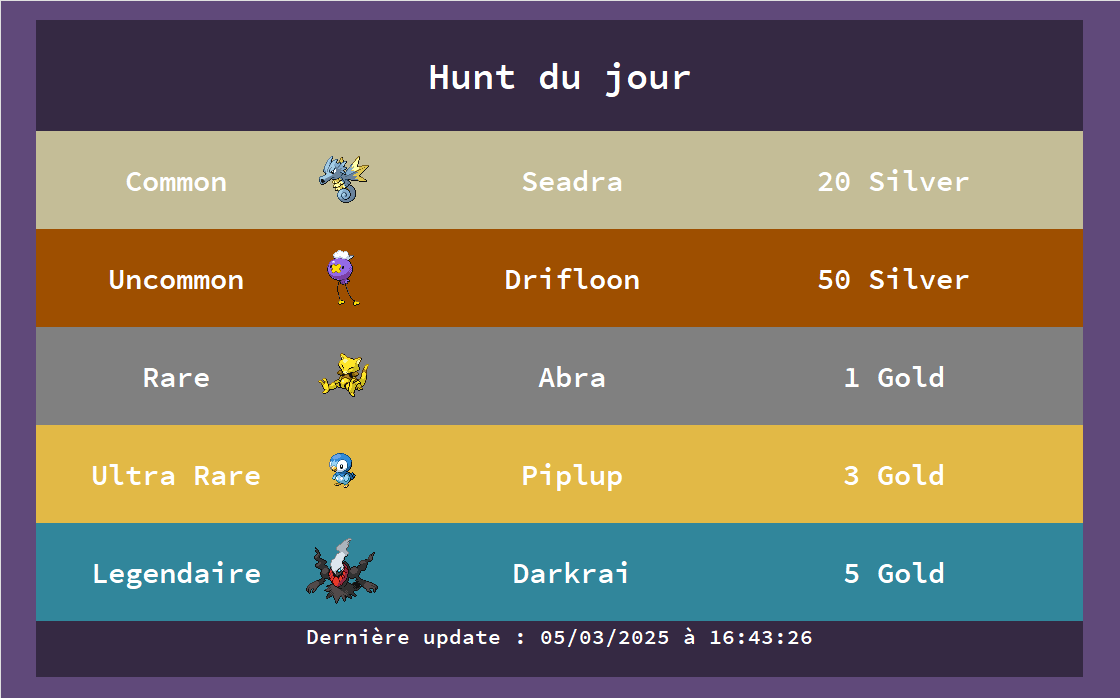 Hunt du jour
Common Seadra 20 Silver
Uncommon Drifloon 50 Silver
Rare Abra 1 Gold
Ultra Rare Piplup 3 Gold
Legendaire Darkrai 5 Gold
Dernière update : 05/03/2025 à 16:43:26